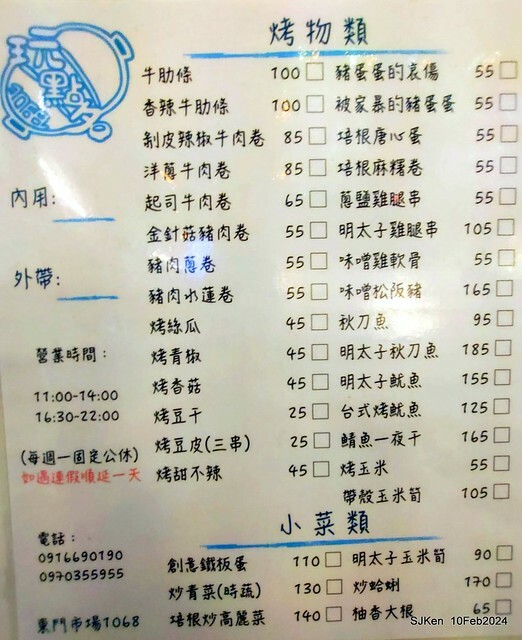 玩點名
1068
烤物類
牛肋條 100
香辣牛肋條 100
剝皮辣椒牛肉卷 85
洋蔥牛肉卷 85
起司牛肉卷 65
金針菇豬肉卷 55
豬肉蔥卷 55
豬肉水蓮卷 55
烤絲瓜 45
烤青椒 45
烤香菇 45
烤豆干 25
烤豆皮(三串) 25
烤甜不辣 45
豬蛋蛋的哀傷 55
被家暴的豬蛋蛋 55
培根唐心蛋 55
培根麻糬卷 55
蔥鹽雞腿串 55
明太子雞腿串 105
味噌雞軟骨 55
味噌松阪豬 165
秋刀魚 95
明太子秋刀魚 185
明太子魷魚 155
台式烤魷魚 125
鯖魚一夜干 165
烤玉米 55
帶殼玉米筍 105
內用:
外帶:
營業時間:
11:00-14:00
16:30-22:00
(每週一固定公休)
如遇連假順延一天
電話:
0916690190
0970355955
東門市場1068
小菜類
創意鐵板蛋 110
炒青菜(時蔬) 130
培根炒高麗菜 140
明太子玉米筍 90
炒蛤蜊 170
柚香大根 65
SJKen 10Feb2024